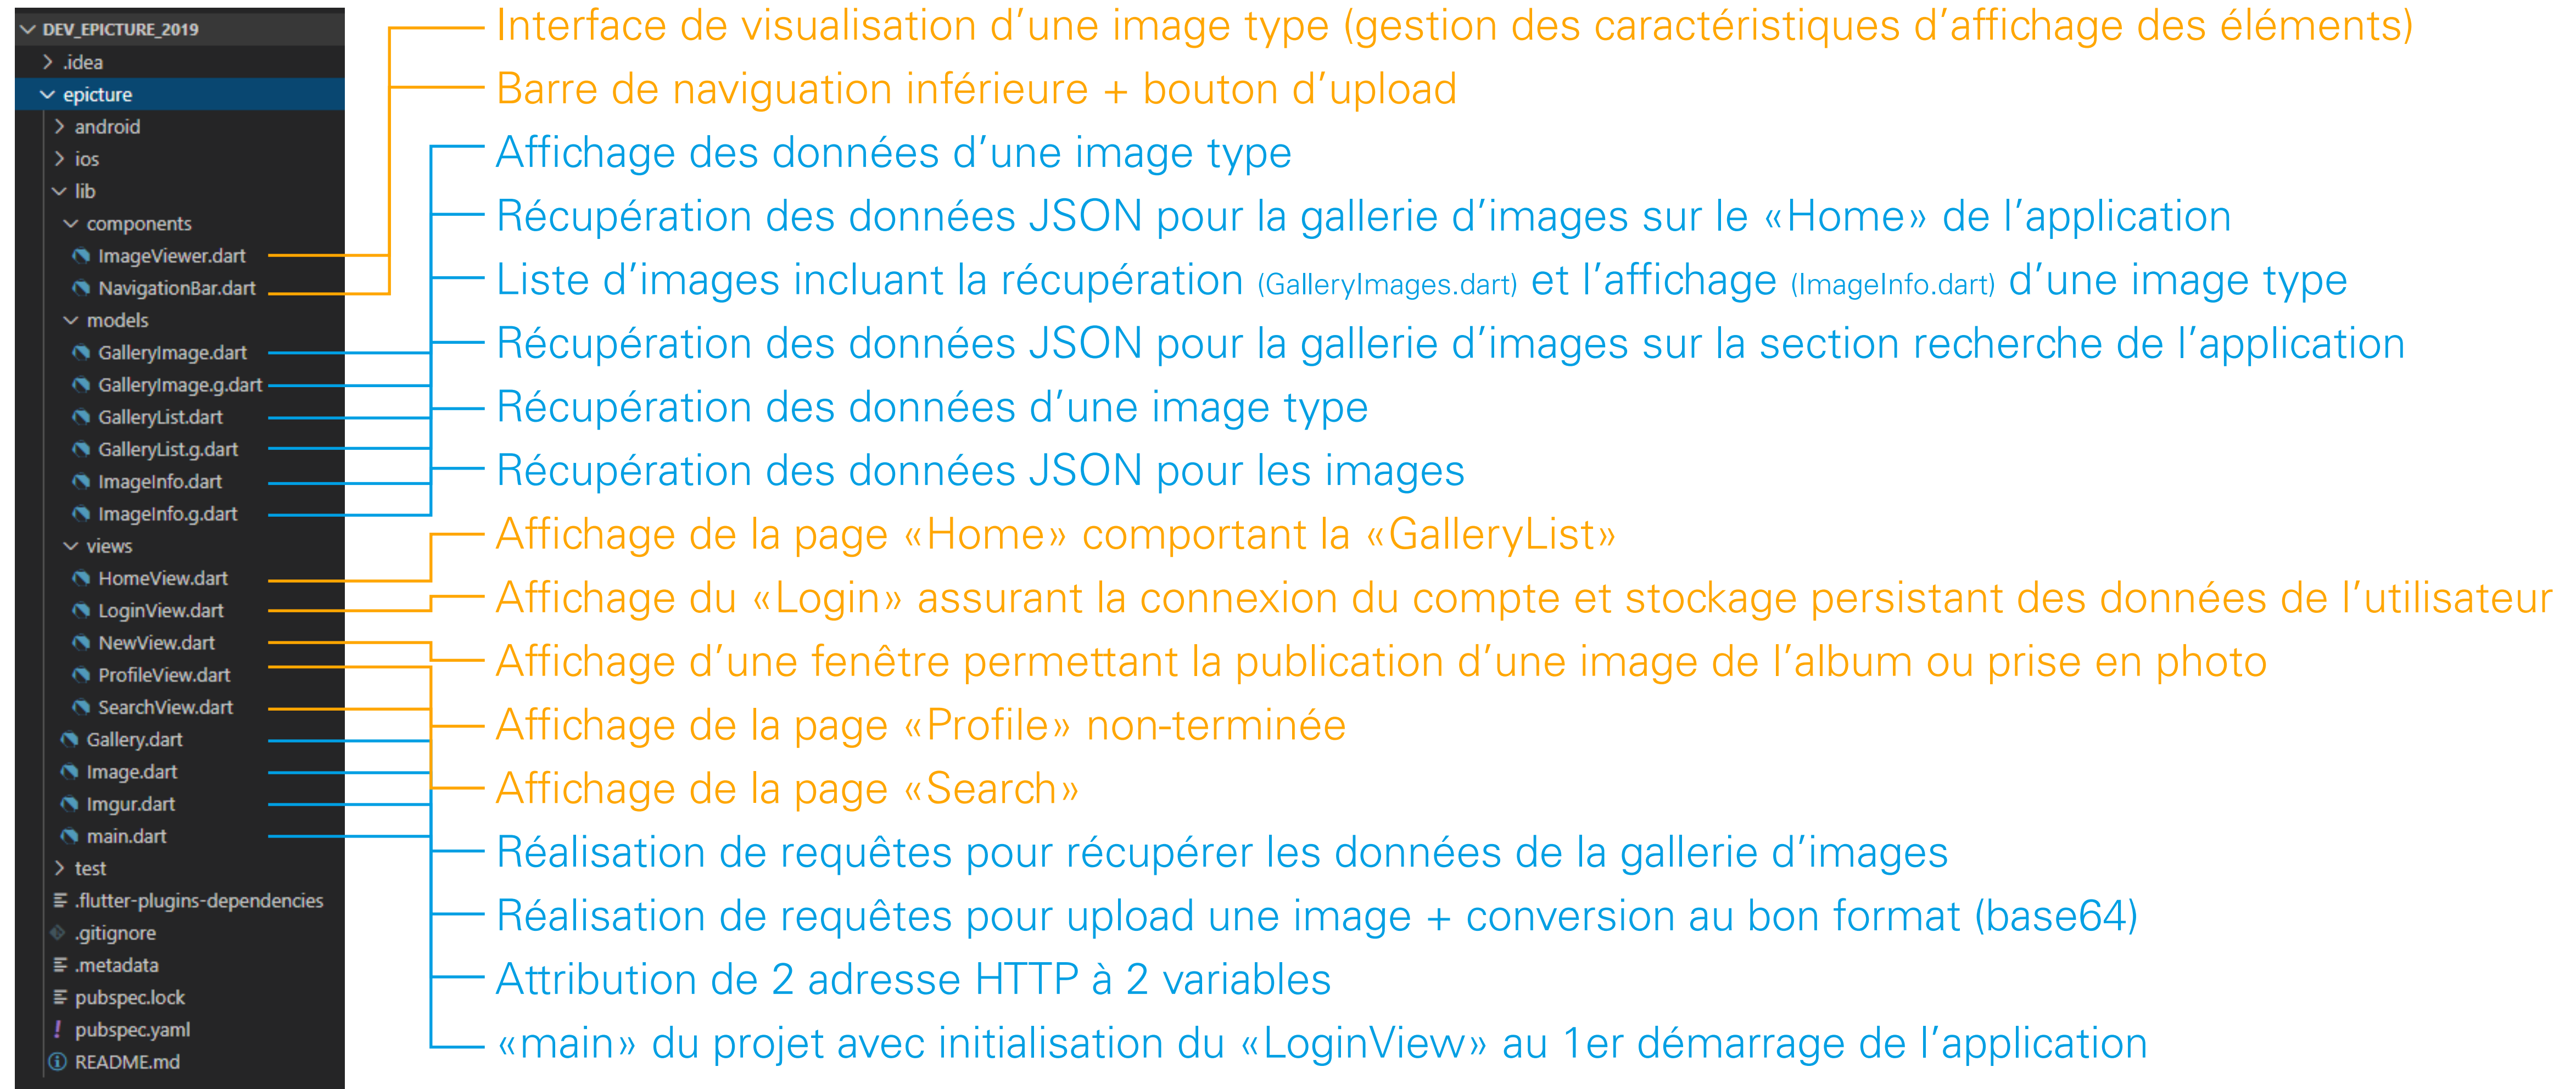 DEV_EPICTURE_2019
.idea
epicture
android
ios
lib
components
ImageViewer.dart
NavigationBar.dart
models
GalleryImage.dart
GalleryImage.g.dart
GalleryList.dart
GalleryList.g.dart
ImageInfo.dart
ImageInfo.g.dart
views
HomeView.dart
LoginView.dart
NewView.dart
ProfileView.dart
SearchView.dart
Gallery.dart
Image.dart
Imgur.dart
main.dart
test
.flutter-plugins-dependencies
.gitignore
.metadata
pubspec.lock
pubspec.yaml
README.md
Interface de visualisation d’une image type (gestion des caractéristiques d’affichage des éléments)
Barre de naviguation inférieure + bouton d’upload
Affichage des données d’une image type
Récupération des données JSON pour la gallerie d’images sur le «Home» de l’application
Liste d’images incluant la récupération (GalleryImages.dart) et l’affichage (ImageInfo.dart) d’une image type
Récupération des données JSON pour la gallerie d’images sur la section recherche de l’application
Récupération des données d’une image type
Récupération des données JSON pour les images
Affichage de la page «Home» comportant la «GalleryList»
Affichage du «Login» assurant la connexion du compte et stockage persistant des données de l’utilisateur
Affichage d’une fenêtre permettant la publication d’une image de l’album ou prise en photo
Affichage de la page «Profile» non-terminée
Affichage de la page «Search»
Réalisation de requêtes pour récupérer les données de la gallerie d’images
Réalisation de requêtes pour upload une image + conversion au bon format (base64)
Attribution de 2 adresse HTTP à 2 variables
«main» du projet avec initialisation du «LoginView» au 1er démarrage de l’application